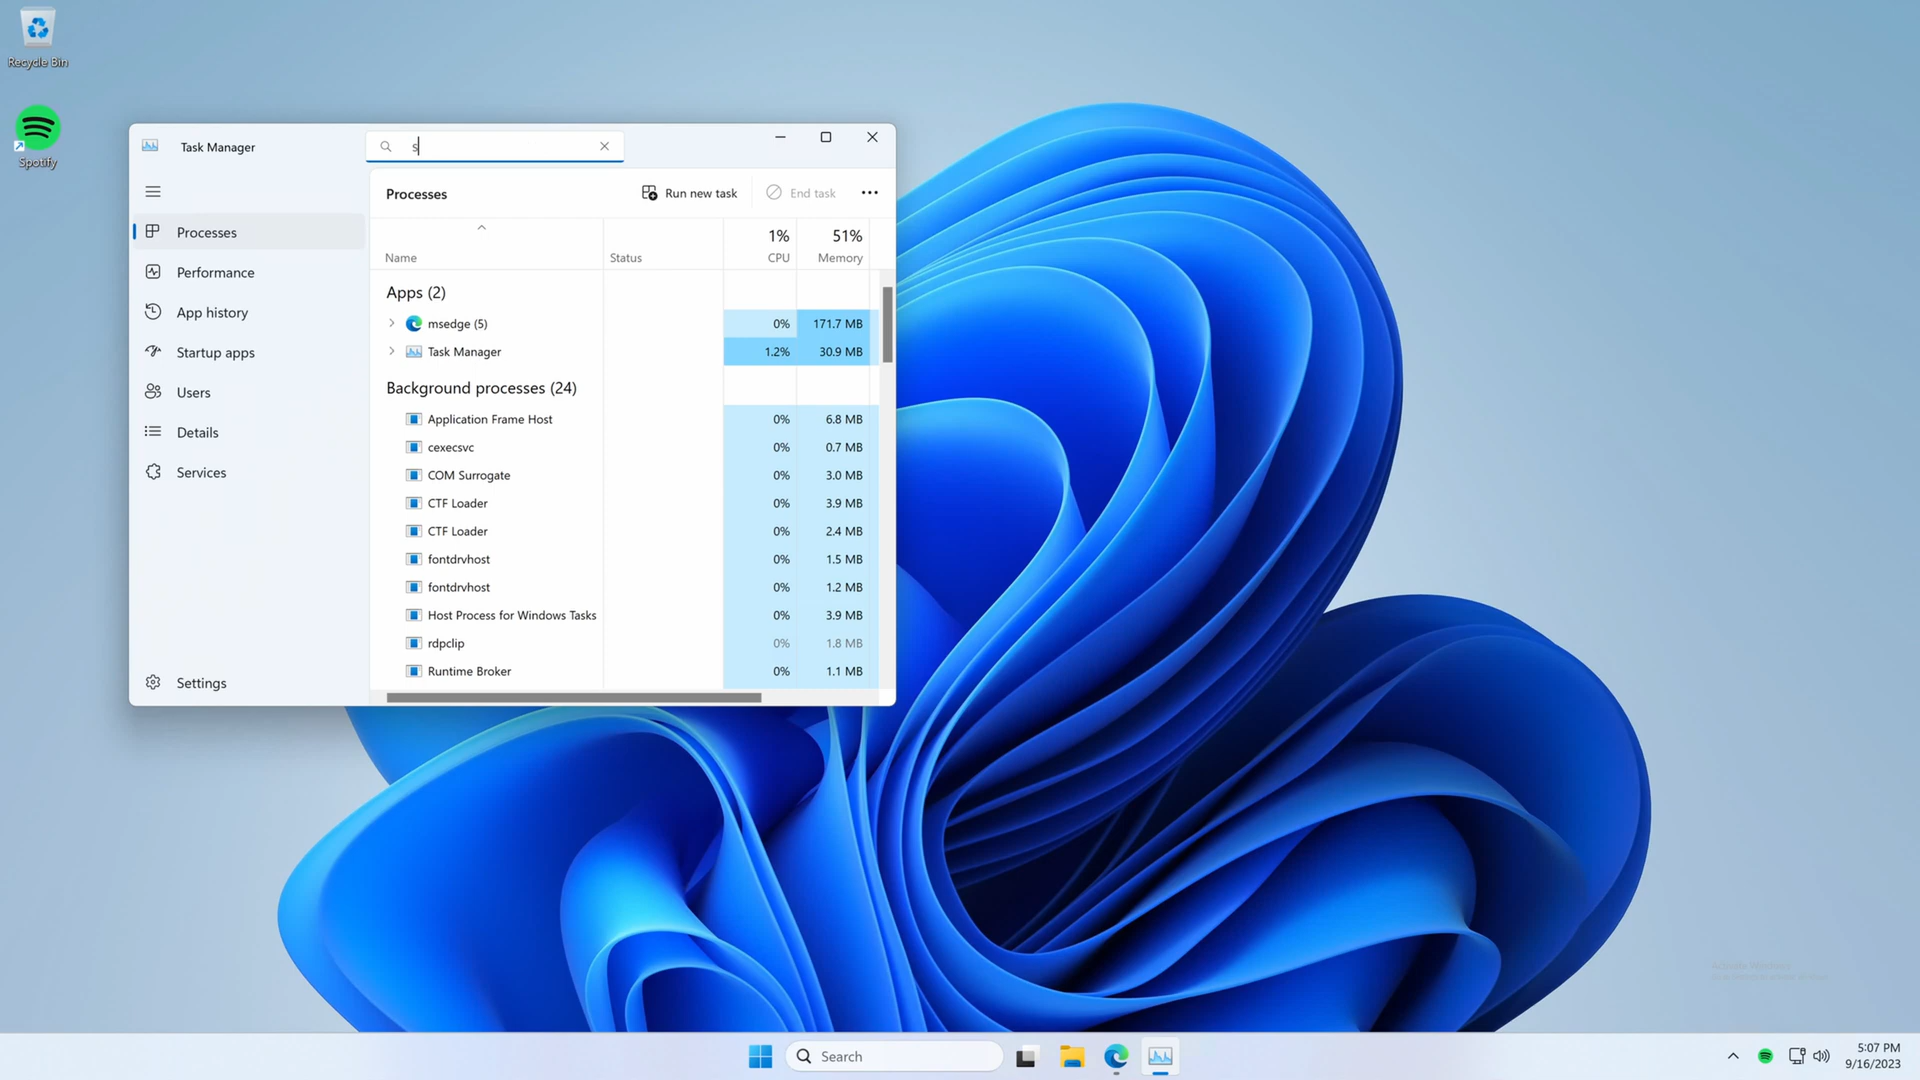 Recycle Bin
Spotify
Task Manager
s
Processes
Run new task
End task
Processes
Performance
App history
Startup apps
Users
Details
Services
Settings
1% 51%
Name Status CPU Memory
Apps (2)
msedge (5) 0% 171.7 MB
Task Manager 1.2% 30.9 MB
Background processes (24)
Application Frame Host 0% 6.8 MB
cexecsvc 0% 0.7 MB
COM Surrogate 0% 3.0 MB
CTF Loader 0% 3.9 MB
CTF Loader 0% 2.4 MB
fontdrvhost 0% 1.5 MB
fontdrvhost 0% 1.2 MB
Host Process for Windows Tasks 0% 3.9 MB
rdpclip 0% 1.8 MB
Runtime Broker 0% 1.1 MB
Activate Windows
Search
5:07 PM
9/16/2023